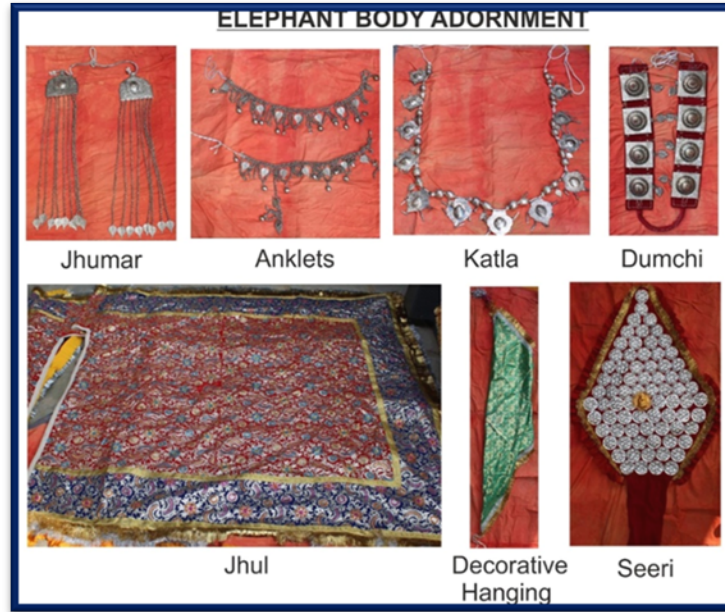 ELEPHANT BODY ADORNMENT
Jhumar
Anklets
Katla
Dumchi
Jhul
Decorative
Hanging
Seeri